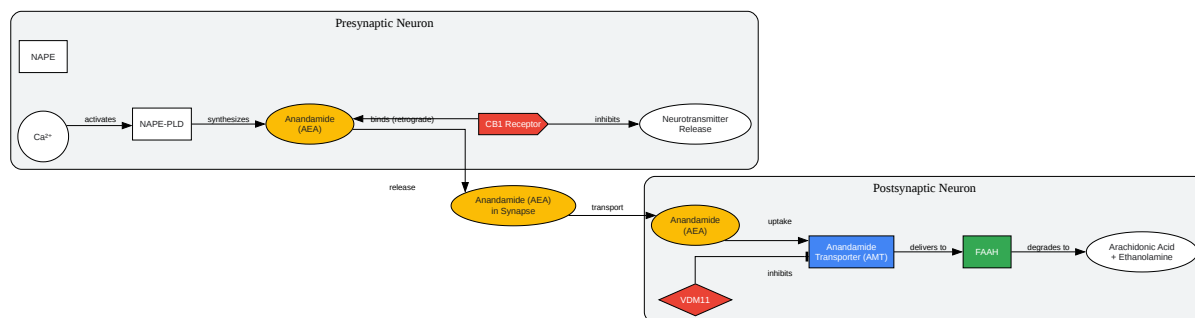 Presynaptic Neuron
NAPE
Ca²⁺
activates
NAPE-PLD
synthesizes
Anandamide
(AEA)
binds (retrograde)
CB1 Receptor
inhibits
Neurotransmitter
Release
release
Anandamide (AEA)
in Synapse
transport
Postsynaptic Neuron
Anandamide
(AEA)
uptake
inhibits
VDM11
Anandamide
Transporter (AMT)
delivers to
FAAH
degrades to
Arachidonic Acid
+ Ethanolamine